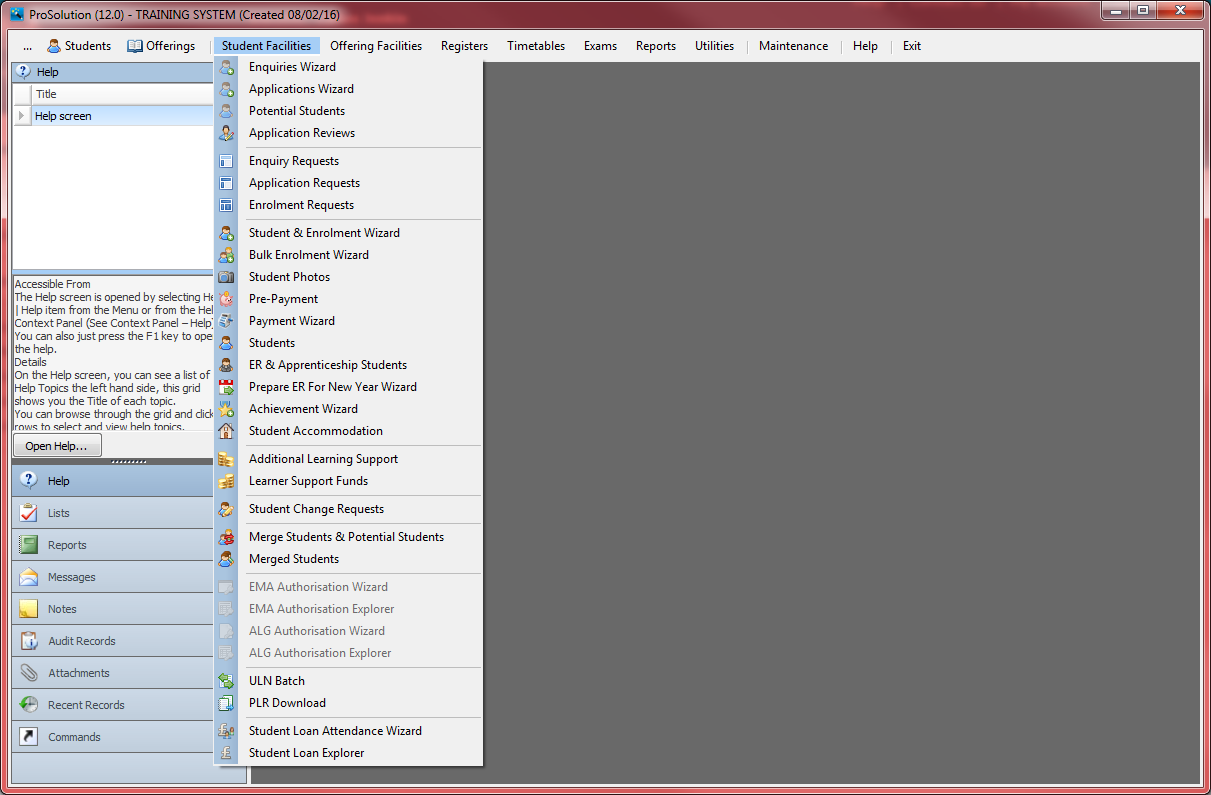 ProSolution (12.0) - TRAINING SYSTEM (Created 08/02/16)
... Students Offerings Student Facilities Offering Facilities Registers Timetables Exams Reports Utilities Maintenance Help Exit
Help
Title
Help screen
Accessible From
The Help screen is opened by selecting He
| Help item from the Menu or from the Hel
Context Panel (See Context Panel – Help)
You can also just press the F1 key to ope
the help.
Details
On the Help screen, you can see a list of
Help Topics the left hand side, this grid
shows you the Title of each topic.
You can browse through the grid and click
rows to select and view help topics.
Open Help...
Help
Lists
Reports
Messages
Notes
Audit Records
Attachments
Recent Records
Commands
Enquiries Wizard
Applications Wizard
Potential Students
Application Reviews
Enquiry Requests
Application Requests
Enrolment Requests
Student & Enrolment Wizard
Bulk Enrolment Wizard
Student Photos
Pre-Payment
Payment Wizard
Students
ER & Apprenticeship Students
Prepare ER For New Year Wizard
Achievement Wizard
Student Accommodation
Additional Learning Support
Learner Support Funds
Student Change Requests
Merge Students & Potential Students
Merged Students
EMA Authorisation Wizard
EMA Authorisation Explorer
ALG Authorisation Wizard
ALG Authorisation Explorer
ULN Batch
PLR Download
Student Loan Attendance Wizard
Student Loan Explorer